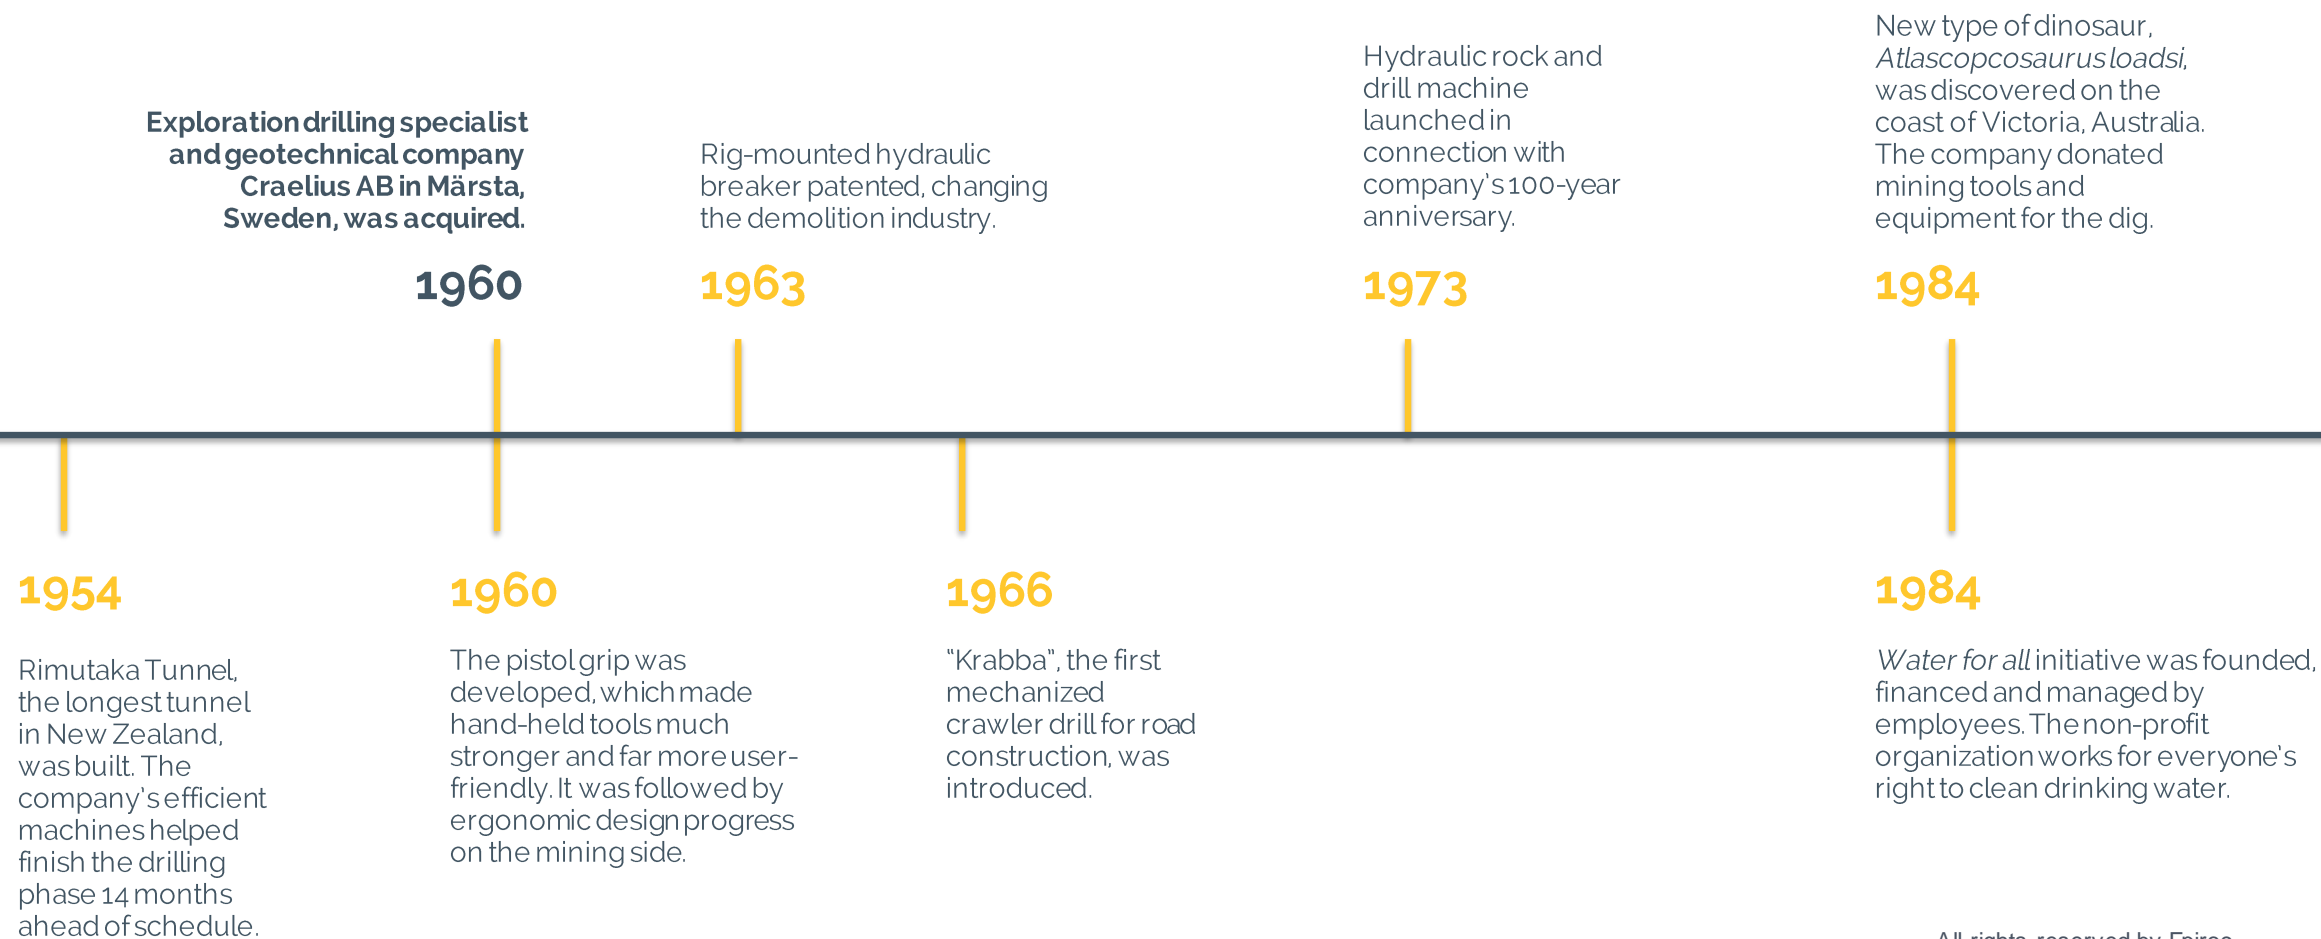 Exploration drilling specialist
and geotechnical company
Craelius AB in Märsta,
Sweden, was acquired.
1960
Rig-mounted hydraulic
breaker patented, changing
the demolition industry.
1963
Hydraulic rock and
drill machine
launched in
connection with
company's 100-year
anniversary.
1973
New type of dinosaur,
Atlascopcosaurus loadsi,
was discovered on the
coast of Victoria, Australia.
The company donated
mining tools and
equipment for the dig.
1984
1954
Rimutaka Tunnel,
the longest tunnel
in New Zealand,
was built. The
company's efficient
machines helped
finish the drilling
phase 14 months
ahead of schedule.
1960
The pistol grip was
developed, which made
hand-held tools much
stronger and far more user-
friendly. It was followed by
ergonomic design progress
on the mining side.
1966
“Krabba”, the first
mechanized
crawler drill for road
construction, was
introduced.
1984
Water for all initiative was founded,
financed and managed by
employees. The non-profit
organization works for everyone's
right to clean drinking water.
All rights reserved by Epiroc